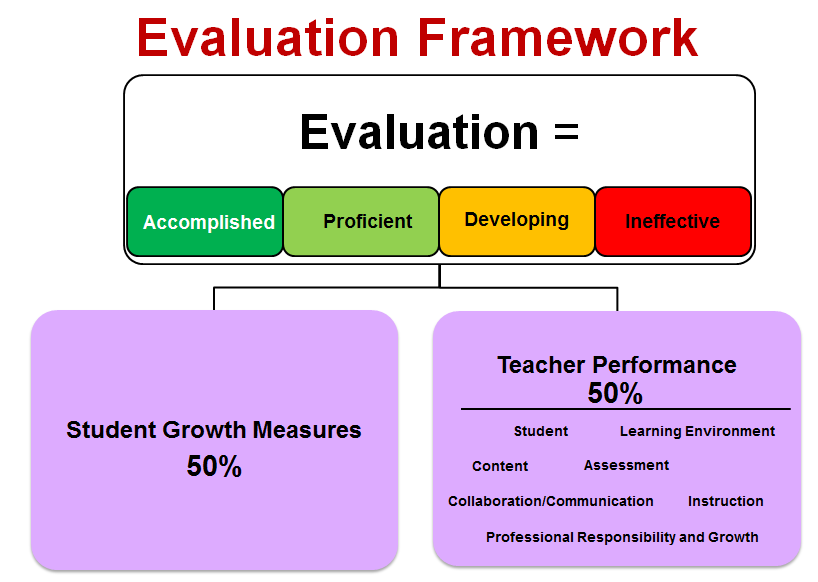 Evaluation Framework
Evaluation =
Accomplished Proficient Developing Ineffective
Student Growth Measures
50%
Teacher Performance
50%
Student Learning Environment
Content Assessment
Collaboration/Communication Instruction
Professional Responsibility and Growth